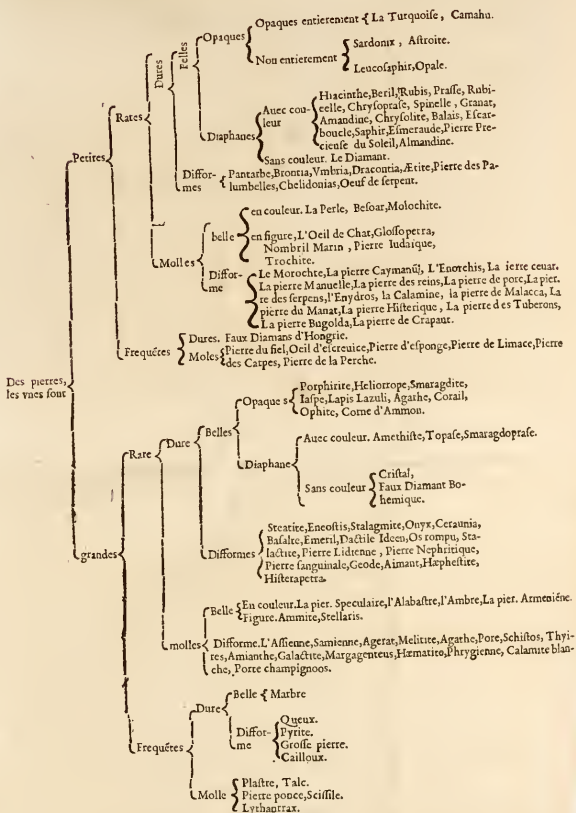 Opaques entierement { La Turquoise, Camahu.
Opaques
Non entierement
Sardonix, Astroite.
Leucosaphir, Opale.
Belles
Dures
Rares
Petites
Diaphanes
Auec couleur
Hiacinthe, Beril, Rubis, Prasse, Rubi-
celle, Chrysoprase, Spinelle, Granat,
Amandine, Chrysolite, Balais, Escar-
boucle, Saphir, Esmeraude, Pierre Pre-
cieuse du Soleil, Almandine.
Sans couleur. Le Diamant.
Diffor-
mes
Pantarbe, Brontia, Vmbria, Dracontia, Ætite, Pierre des Pa-
lumbelles, Chelidonias, Oeuf de serpent.
Molles
belle
en couleur. La Perle, Besoar, Molochite.
en figure, L'Oeil de Chat, Glossopetra,
Nombril Marin, Pierre Iudaique,
Trochite.
Diffor-
me
Le Morochte, La pierre Caymanũ, L'Enorchis, La ierre ceuar.
La pierre Manuelle, La pierre des reins, La pierre de porc, La pier.
re des serpens, l'Enydros, la Calamine, la pierre de Malacca, La
pierre du Manat, La pierre Histerique, La pierre des Tuberons,
La pierre Bugolda, La pierre de Crapaut.
Frequétes
Dures. Faux Diamans d'Hongrie.
Moles
Pierre du fiel, Oeil d'escreuice, Pierre d'esponge, Pierre de Limace, Pierre
des Carpes, Pierre de la Perche.
Des pierres,
les vnes sont
grandes
Rare
Dure
Belles
Opaques
Porphirite, Heliotrope, Smaragdite,
Iaspe, Lapis Lazuli, Agathe, Corail,
Ophite, Corne d'Ammon.
Diaphane
Auec couleur. Amethiste, Topase, Smaragdoprase.
Sans couleur
Cristal,
Faux Diamant Bo-
hemique.
Difformes
Steatite, Eneostis, Stalagmite, Onyx, Ceraunia,
Basalte, Emeril, Dactile Ideen, Os rompu, Sta-
lactite, Pierre Lidienne, Pierre Nephritique,
Pierre sanguinale, Geode, Aimant, Hæphestite,
Histerapetra.
molles
Belle
En couleur. La pier. Speculaire, l'Alabastre, l'Ambre, La pier. Armeniéne.
Figure. Ammite, Stellaris.
Difforme. L'Assienne, Samienne, Agerat, Melitite, Agathe, Pore, Schistos, Thyi-
tes, Amianthe, Galactite, Margagenteus, Hæmatito, Phrygienne, Calamite blan-
che, Porte champignoos.
Frequétes
Dure
Belle { Marbre
Diffor-
me
Queux.
Pyrite.
Grosse pierre.
Cailloux.
Molle
Plastre, Talc.
Pierre ponce, Scissile.
Lythantrax.